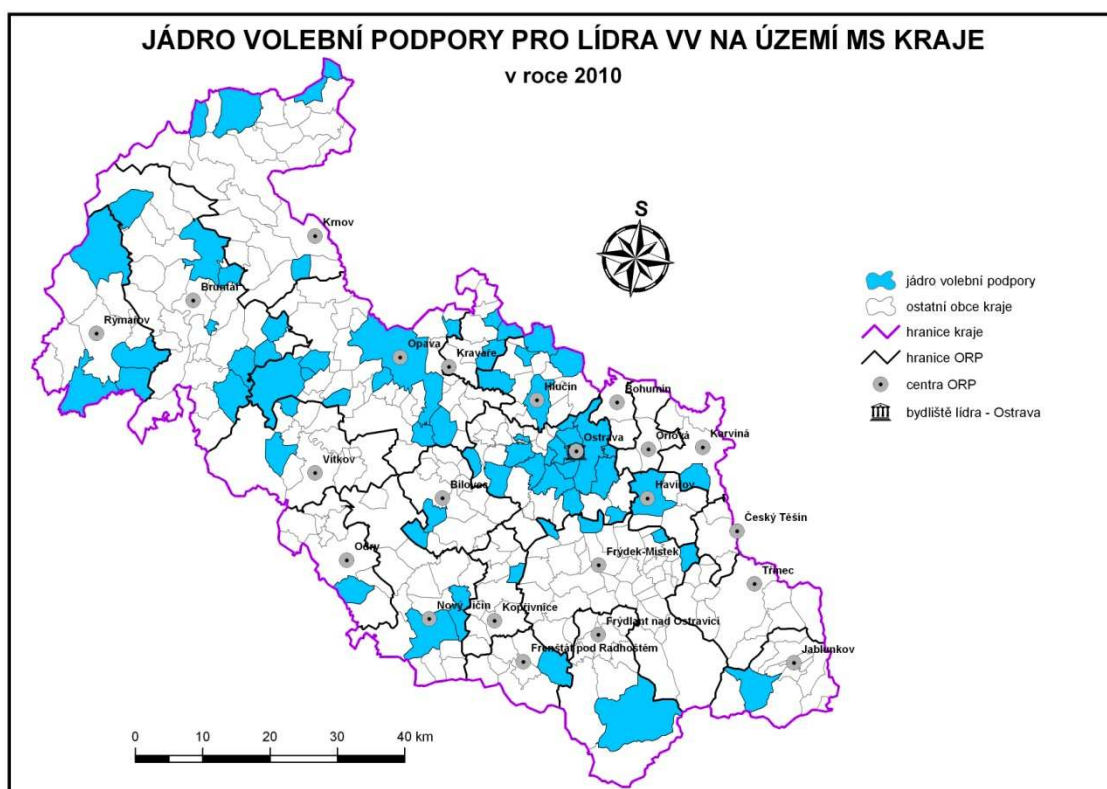 JÁDRO VOLEBNÍ PODPORY PRO LÍDRA VV NA ÚZEMÍ MS KRAJE
v roce 2010
S
Krnov
Bruntál
Rýmařov
Opava
Kravaře
Hlučín
Bohumín
Ostrava
Orlová
Karviná
Vítkov
Bílovec
Havířov
Český Těšín
Odry
Frýdek-Místek
Třinec
Nový Jičín
Kopřivnice
Frýdlant nad Ostravicí
Frenštát pod Radhoštěm
Jablunkov
jádro volební podpory
ostatní obce kraje
hranice kraje
hranice ORP
centra ORP
bydliště lídra - Ostrava
0 10 20 30 40 km